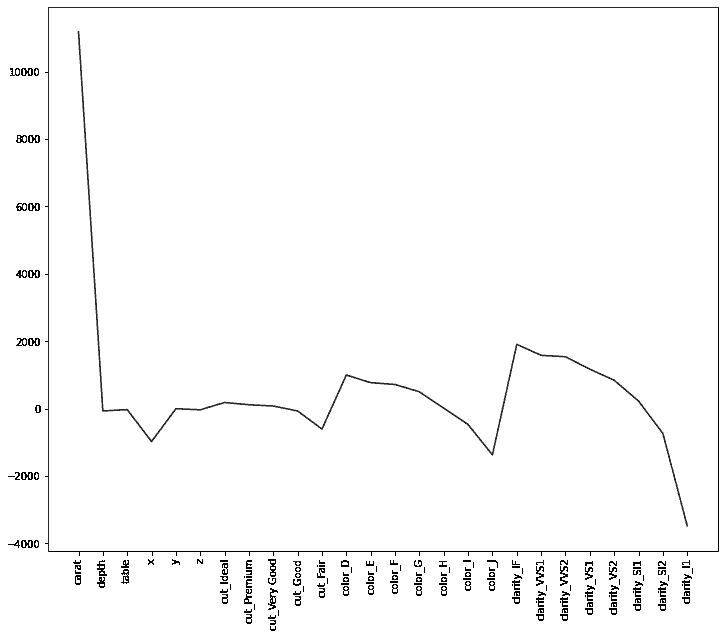 10000
8000
6000
4000
2000
0
−2000
−4000
carat
depth
table
x
y
z
cut_Ideal
cut_Premium
cut_Very Good
cut_Good
cut_Fair
color_D
color_E
color_F
color_G
color_H
color_I
color_J
clarity_IF
clarity_VVS1
clarity_VVS2
clarity_VS1
clarity_VS2
clarity_SI1
clarity_SI2
clarity_I1